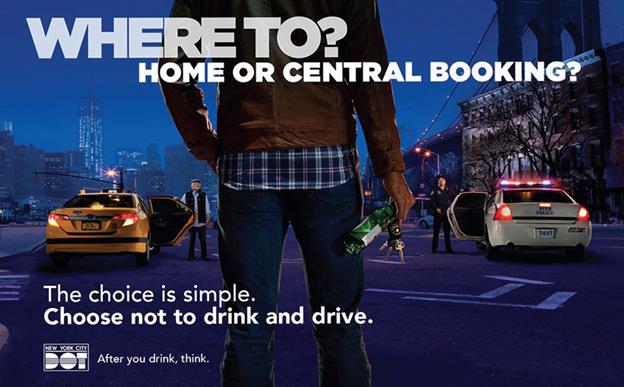 WHERE TO?
HOME OR CENTRAL BOOKING?
The choice is simple.
Choose not to drink and drive.
NEW YORK CITY
DOT
After you drink, think.
POLICE
7497